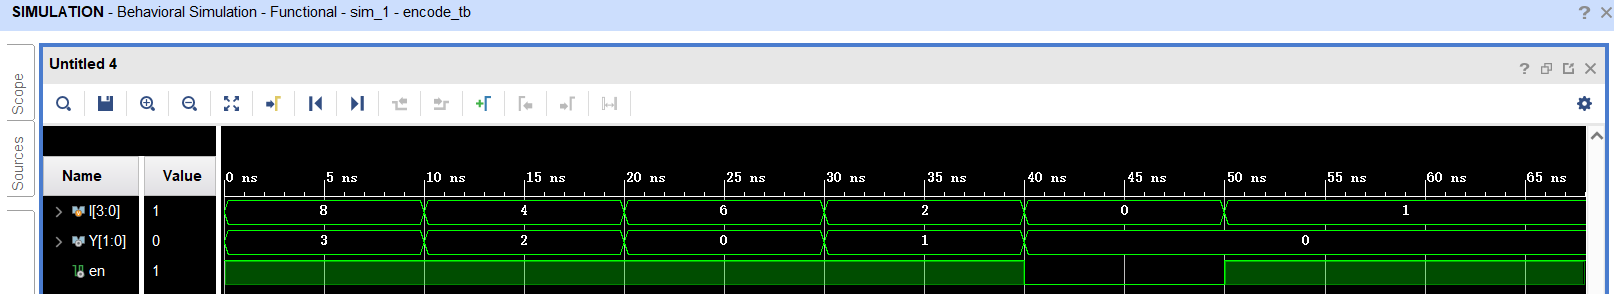 SIMULATION - Behavioral Simulation - Functional - sim_1 - encode_tb ? ×
Untitled 4 ?
Scope
Sources
Name Value
0 ns 5 ns 10 ns 15 ns 20 ns 25 ns 30 ns 35 ns 40 ns 45 ns 50 ns 55 ns 60 ns 65 ns
I[3:0] 1 8 4 6 2 0 1
Y[1:0] 0 3 2 0 1 0
en 1